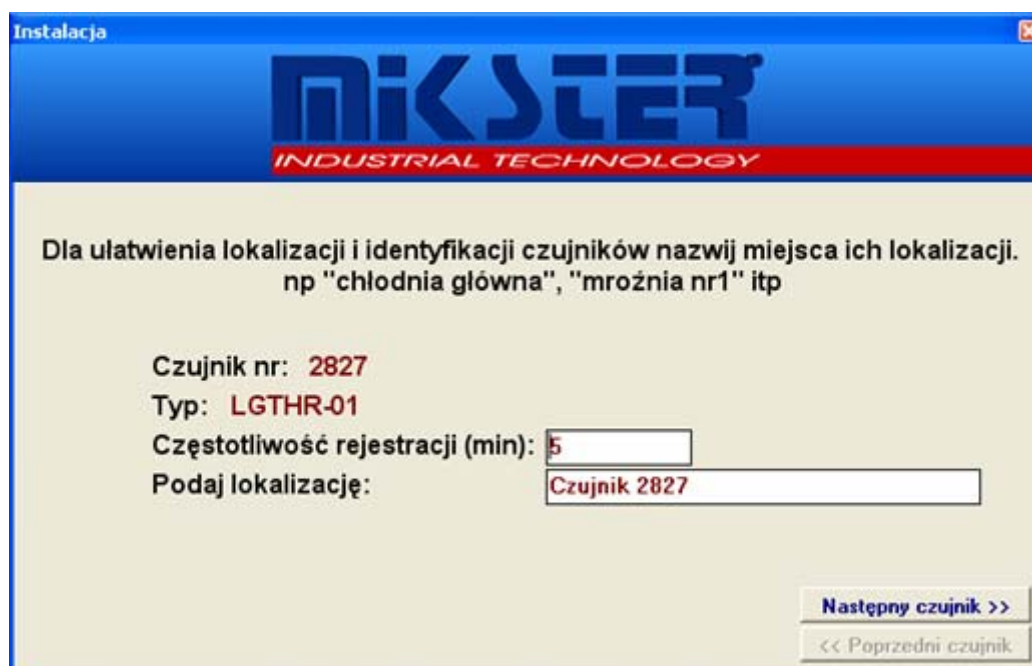 Instalacja
MIKSTER
INDUSTRIAL TECHNOLOGY
Dla ułatwienia lokalizacji i identyfikacji czujników nazwij miejsca ich lokalizacji.
np "chłodnia główna", "mroźnia nr1" itp
Czujnik nr: 2827
Typ: LGTHR-01
Częstotliwość rejestracji (min): 5
Podaj lokalizację: Czujnik 2827
Następny czujnik >>
<< Poprzedni czujnik